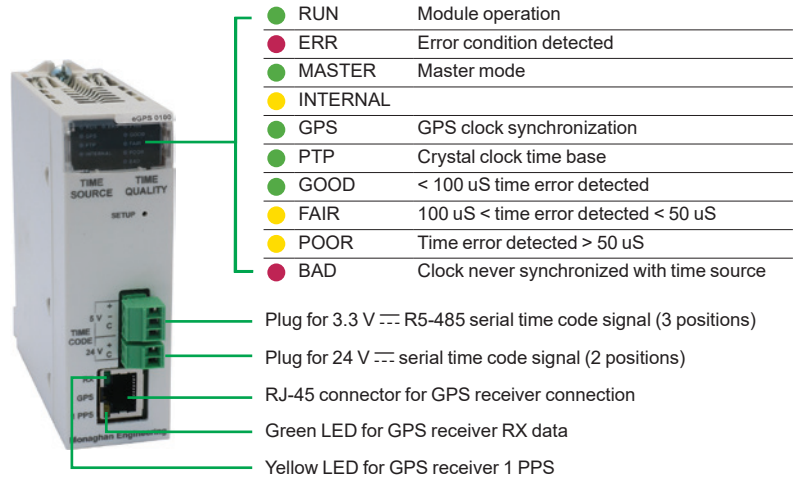 RUN Module operation
ERR Error condition detected
MASTER Master mode
INTERNAL
GPS GPS clock synchronization
PTP Crystal clock time base
GOOD < 100 uS time error detected
FAIR 100 uS < time error detected < 50 uS
POOR Time error detected > 50 uS
BAD Clock never synchronized with time source
Plug for 3.3 V ⎓ R5-485 serial time code signal (3 positions)
Plug for 24 V ⎓ serial time code signal (2 positions)
RJ-45 connector for GPS receiver connection
Green LED for GPS receiver RX data
Yellow LED for GPS receiver 1 PPS
eGPS 0100
TIME SOURCE
TIME QUALITY
SETUP
+
5 V −
C
TIME CODE
+
24 V C
RX
GPS
1 PPS
Monaghan Engineering